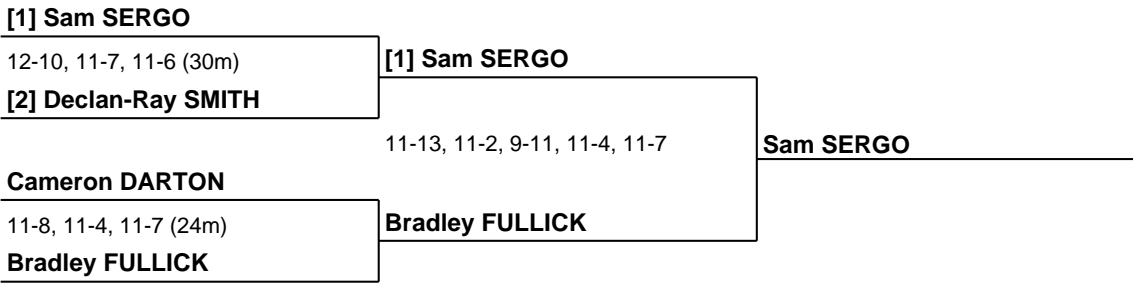 [1] Sam SERGO
12-10, 11-7, 11-6 (30m)
[2] Declan-Ray SMITH
[1] Sam SERGO
11-13, 11-2, 9-11, 11-4, 11-7
Sam SERGO
Cameron DARTON
11-8, 11-4, 11-7 (24m)
Bradley FULLICK
Bradley FULLICK